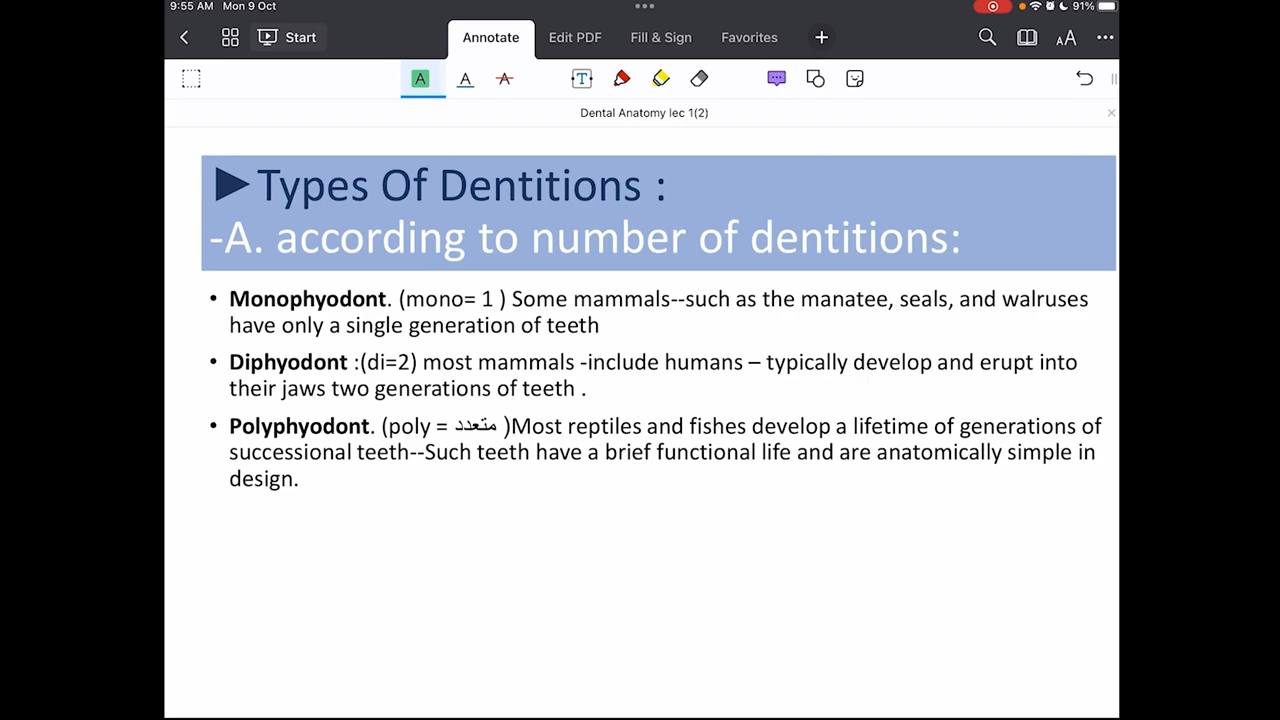 9:55 AM Mon 9 Oct
91%
Start
Annotate
Edit PDF
Fill & Sign
Favorites
Dental Anatomy lec 1(2)
►Types Of Dentitions :
-A. according to number of dentitions:
• Monophyodont. (mono= 1 ) Some mammals--such as the manatee, seals, and walruses
have only a single generation of teeth
• Diphyodont :(di=2) most mammals -include humans – typically develop and erupt into
their jaws two generations of teeth .
• Polyphyodont. (poly = متعدد )Most reptiles and fishes develop a lifetime of generations of
successional teeth--Such teeth have a brief functional life and are anatomically simple in
design.